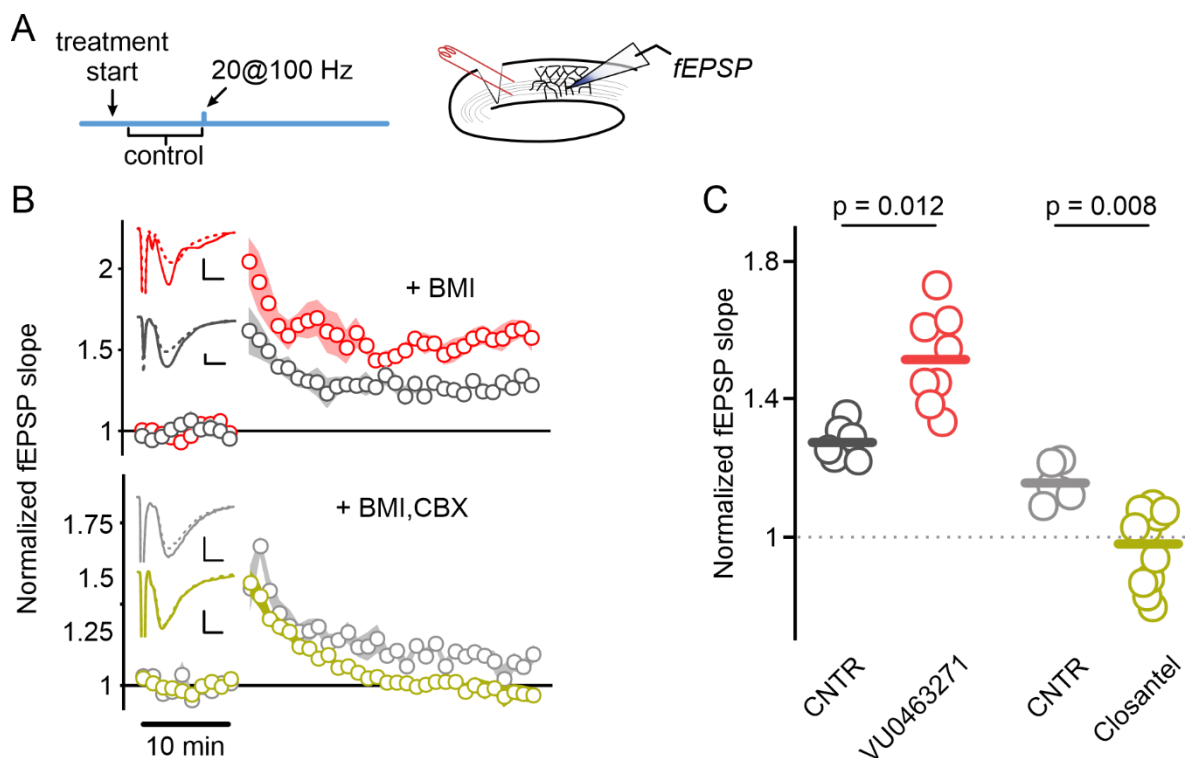 A
treatment
start
20@100 Hz
control
fEPSP
B
Normalized fEPSP slope
2
1.5
1
+ BMI
1.75
1.5
1.25
1
+ BMI,CBX
10 min
C
p = 0.012
p = 0.008
Normalized fEPSP slope
1.8
1.4
1
CNTR
VU0463271
CNTR
Closantel